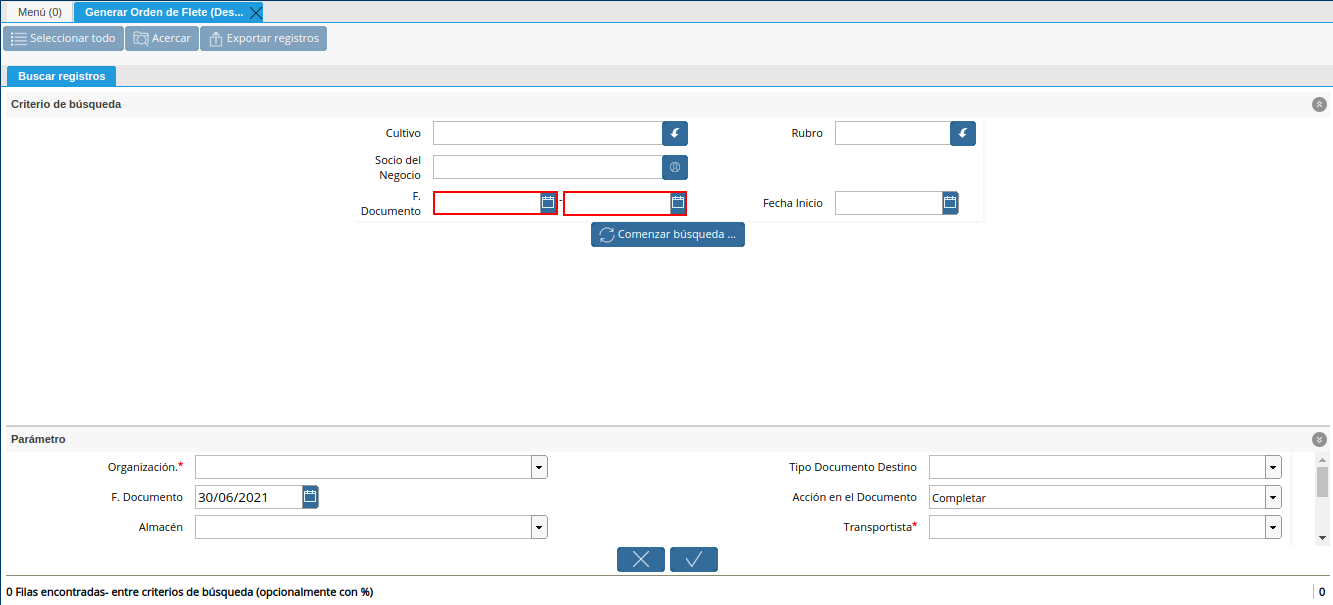 Menú (0)
Generar Orden de Flete (Des...
Seleccionar todo
Acercar
Exportar registros
Buscar registros
Criterio de búsqueda
Cultivo
Rubro
Socio del
Negocio
F.
Documento
-
Fecha Inicio
Comenzar búsqueda ...
Parámetro
Organización.*
Tipo Documento Destino
F. Documento
30/06/2021
Acción en el Documento
Completar
Almacén
Transportista*
0 Filas encontradas- entre criterios de búsqueda (opcionalmente con %)
0